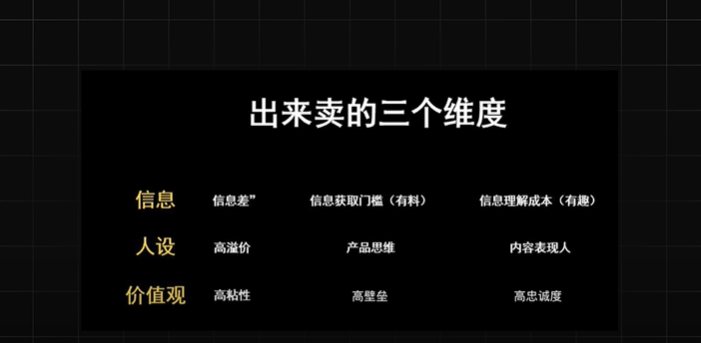 出来卖的三个维度
信息 信息差” 信息获取门槛（有料） 信息理解成本（有趣）
人设 高溢价 产品思维 内容表现人
价值观 高粘性 高壁垒 高忠诚度